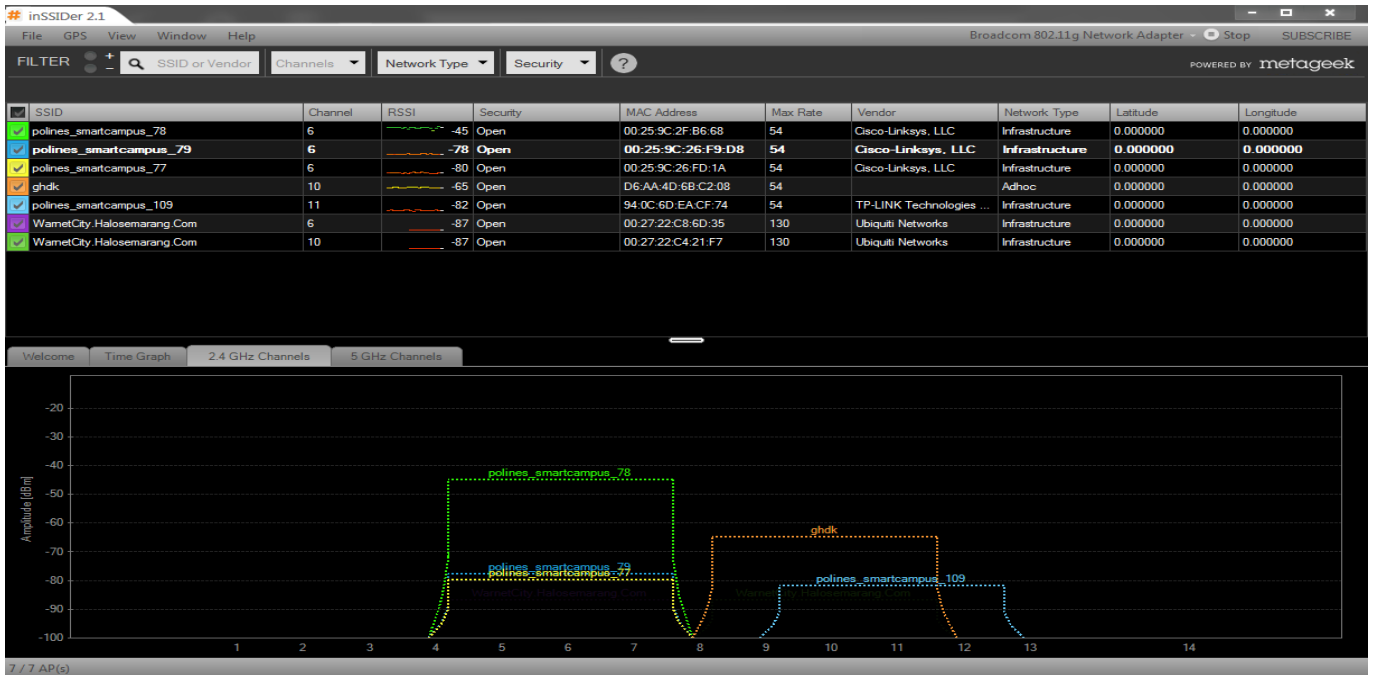 # inSSIDer 2.1
File GPS View Window Help Broadcom 802.11g Network Adapter Stop SUBSCRIBE
FILTER + - SSID or Vendor Channels Network Type Security ? POWERED BY metageek
SSID Channel RSSI Security MAC Address Max Rate Vendor Network Type Latitude Longitude
polines_smartcampus_78 6 -45 Open 00:25:9C:2F:B6:68 54 Cisco-Linksys, LLC Infrastructure 0.000000 0.000000
polines_smartcampus_79 6 -78 Open 00:25:9C:26:F9:D8 54 Cisco-Linksys, LLC Infrastructure 0.000000 0.000000
polines_smartcampus_77 6 -80 Open 00:25:9C:26:FD:1A 54 Cisco-Linksys, LLC Infrastructure 0.000000 0.000000
ghdk 10 -65 Open D6:AA:4D:6B:C2:08 54 Adhoc 0.000000 0.000000
polines_smartcampus_109 11 -82 Open 94:0C:6D:EA:CF:74 54 TP-LINK Technologies ... Infrastructure 0.000000 0.000000
WarnetCity.Halosemarang.Com 6 -87 Open 00:27:22:C8:6D:35 130 Ubiquiti Networks Infrastructure 0.000000 0.000000
WarnetCity.Halosemarang.Com 10 -87 Open 00:27:22:C4:21:F7 130 Ubiquiti Networks Infrastructure 0.000000 0.000000
Welcome Time Graph 2.4 GHz Channels 5 GHz Channels
Amplitude [dBm]
-20
-30
-40
polines_smartcampus_78
-50
-60
ghdk
-70
polines_smartcampus_79
polines_smartcampus_77
polines_smartcampus_109
-80
WarnetCity.Halosemarang.Com WarnetCity.Halosemarang.Com
-90
-100
1 2 3 4 5 6 7 8 9 10 11 12 13 14
7 / 7 AP(s)